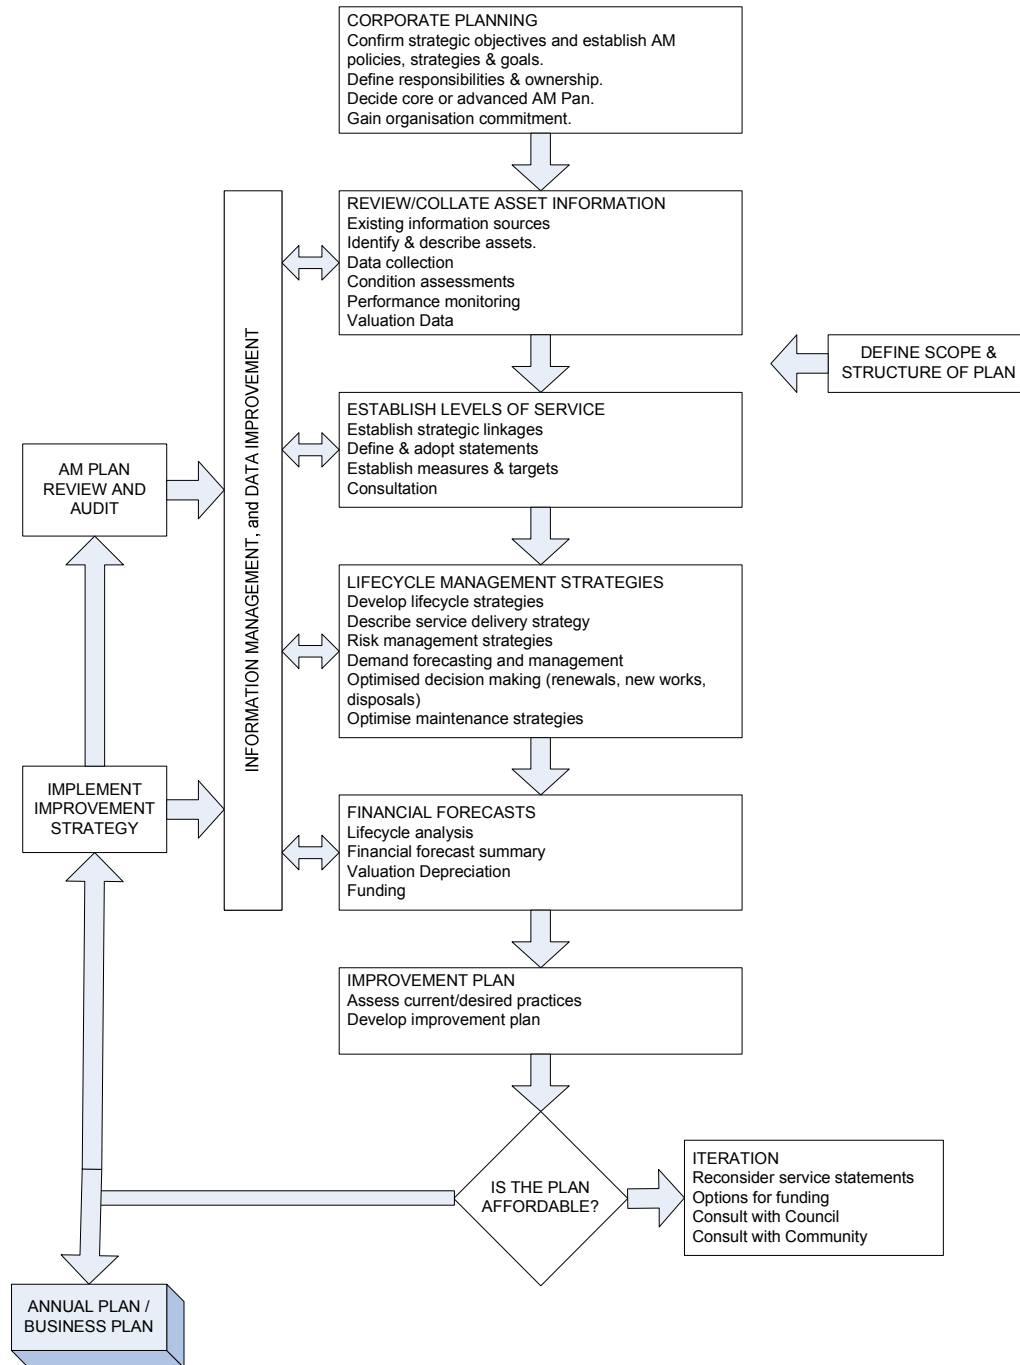 CORPORATE PLANNING
Confirm strategic objectives and establish AM
policies, strategies & goals.
Define responsibilities & ownership.
Decide core or advanced AM Pan.
Gain organisation commitment.
REVIEW/COLLATE ASSET INFORMATION
Existing information sources
Identify & describe assets.
Data collection
Condition assessments
Performance monitoring
Valuation Data
DEFINE SCOPE &
STRUCTURE OF PLAN
INFORMATION MANAGEMENT, and DATA IMPROVEMENT
ESTABLISH LEVELS OF SERVICE
Establish strategic linkages
Define & adopt statements
Establish measures & targets
Consultation
AM PLAN
REVIEW AND
AUDIT
LIFECYCLE MANAGEMENT STRATEGIES
Develop lifecycle strategies
Describe service delivery strategy
Risk management strategies
Demand forecasting and management
Optimised decision making (renewals, new works,
disposals)
Optimise maintenance strategies
IMPLEMENT
IMPROVEMENT
STRATEGY
FINANCIAL FORECASTS
Lifecycle analysis
Financial forecast summary
Valuation Depreciation
Funding
IMPROVEMENT PLAN
Assess current/desired practices
Develop improvement plan
IS THE PLAN
AFFORDABLE?
ITERATION
Reconsider service statements
Options for funding
Consult with Council
Consult with Community
ANNUAL PLAN /
BUSINESS PLAN